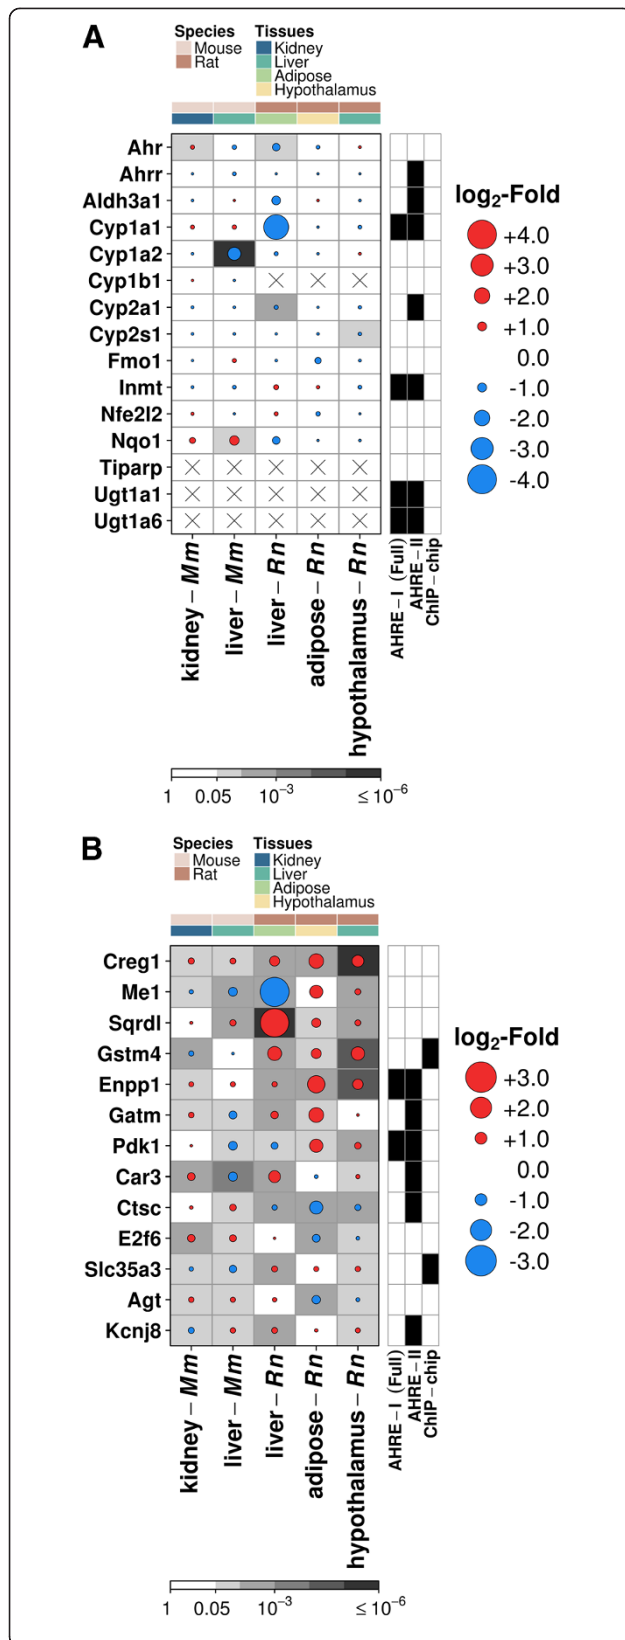 A
Species
Mouse
Rat
Tissues
Kidney
Liver
Adipose
Hypothalamus
Ahr
Ahrr
Aldh3a1
Cyp1a1
Cyp1a2
Cyp1b1
Cyp2a1
Cyp2s1
Fmo1
Inmt
Nfe2l2
Nqo1
Tiparp
Ugt1a1
Ugt1a6
log2-Fold
+4.0
+3.0
+2.0
+1.0
0.0
-1.0
-2.0
-3.0
-4.0
kidney – Mm
liver – Mm
liver – Rn
adipose – Rn
hypothalamus – Rn
AHRE – I (Full)
AHRE – II
ChIP – chip
1 0.05 10−3 ≤ 10−6
B
Species
Mouse
Rat
Tissues
Kidney
Liver
Adipose
Hypothalamus
Creg1
Me1
Sqrdl
Gstm4
Enpp1
Gatm
Pdk1
Car3
Ctsc
E2f6
Slc35a3
Agt
Kcnj8
log2-Fold
+3.0
+2.0
+1.0
0.0
-1.0
-2.0
-3.0
kidney – Mm
liver – Mm
liver – Rn
adipose – Rn
hypothalamus – Rn
AHRE – I (Full)
AHRE – II
ChIP – chip
1 0.05 10−3 ≤ 10−6